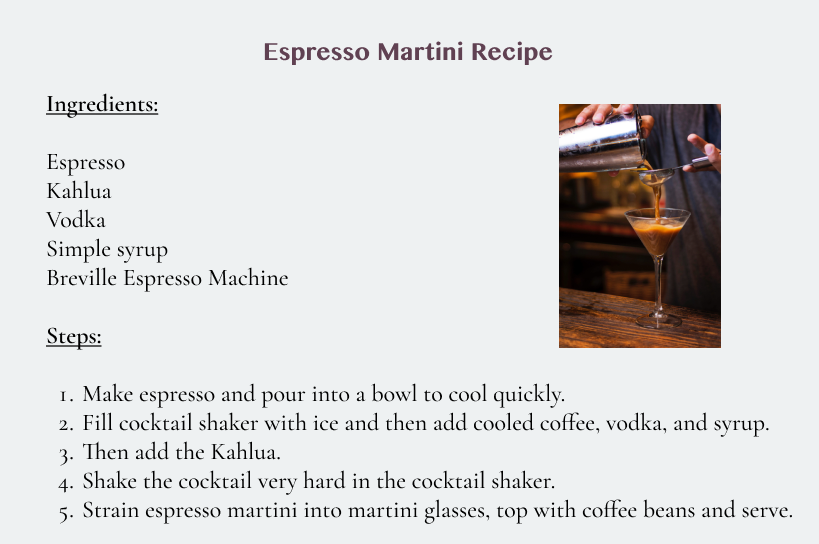 Espresso Martini Recipe
Ingredients:
Espresso
Kahlua
Vodka
Simple syrup
Breville Espresso Machine
Steps:
1. Make espresso and pour into a bowl to cool quickly.
2. Fill cocktail shaker with ice and then add cooled coffee, vodka, and syrup.
3. Then add the Kahlua.
4. Shake the cocktail very hard in the cocktail shaker.
5. Strain espresso martini into martini glasses, top with coffee beans and serve.